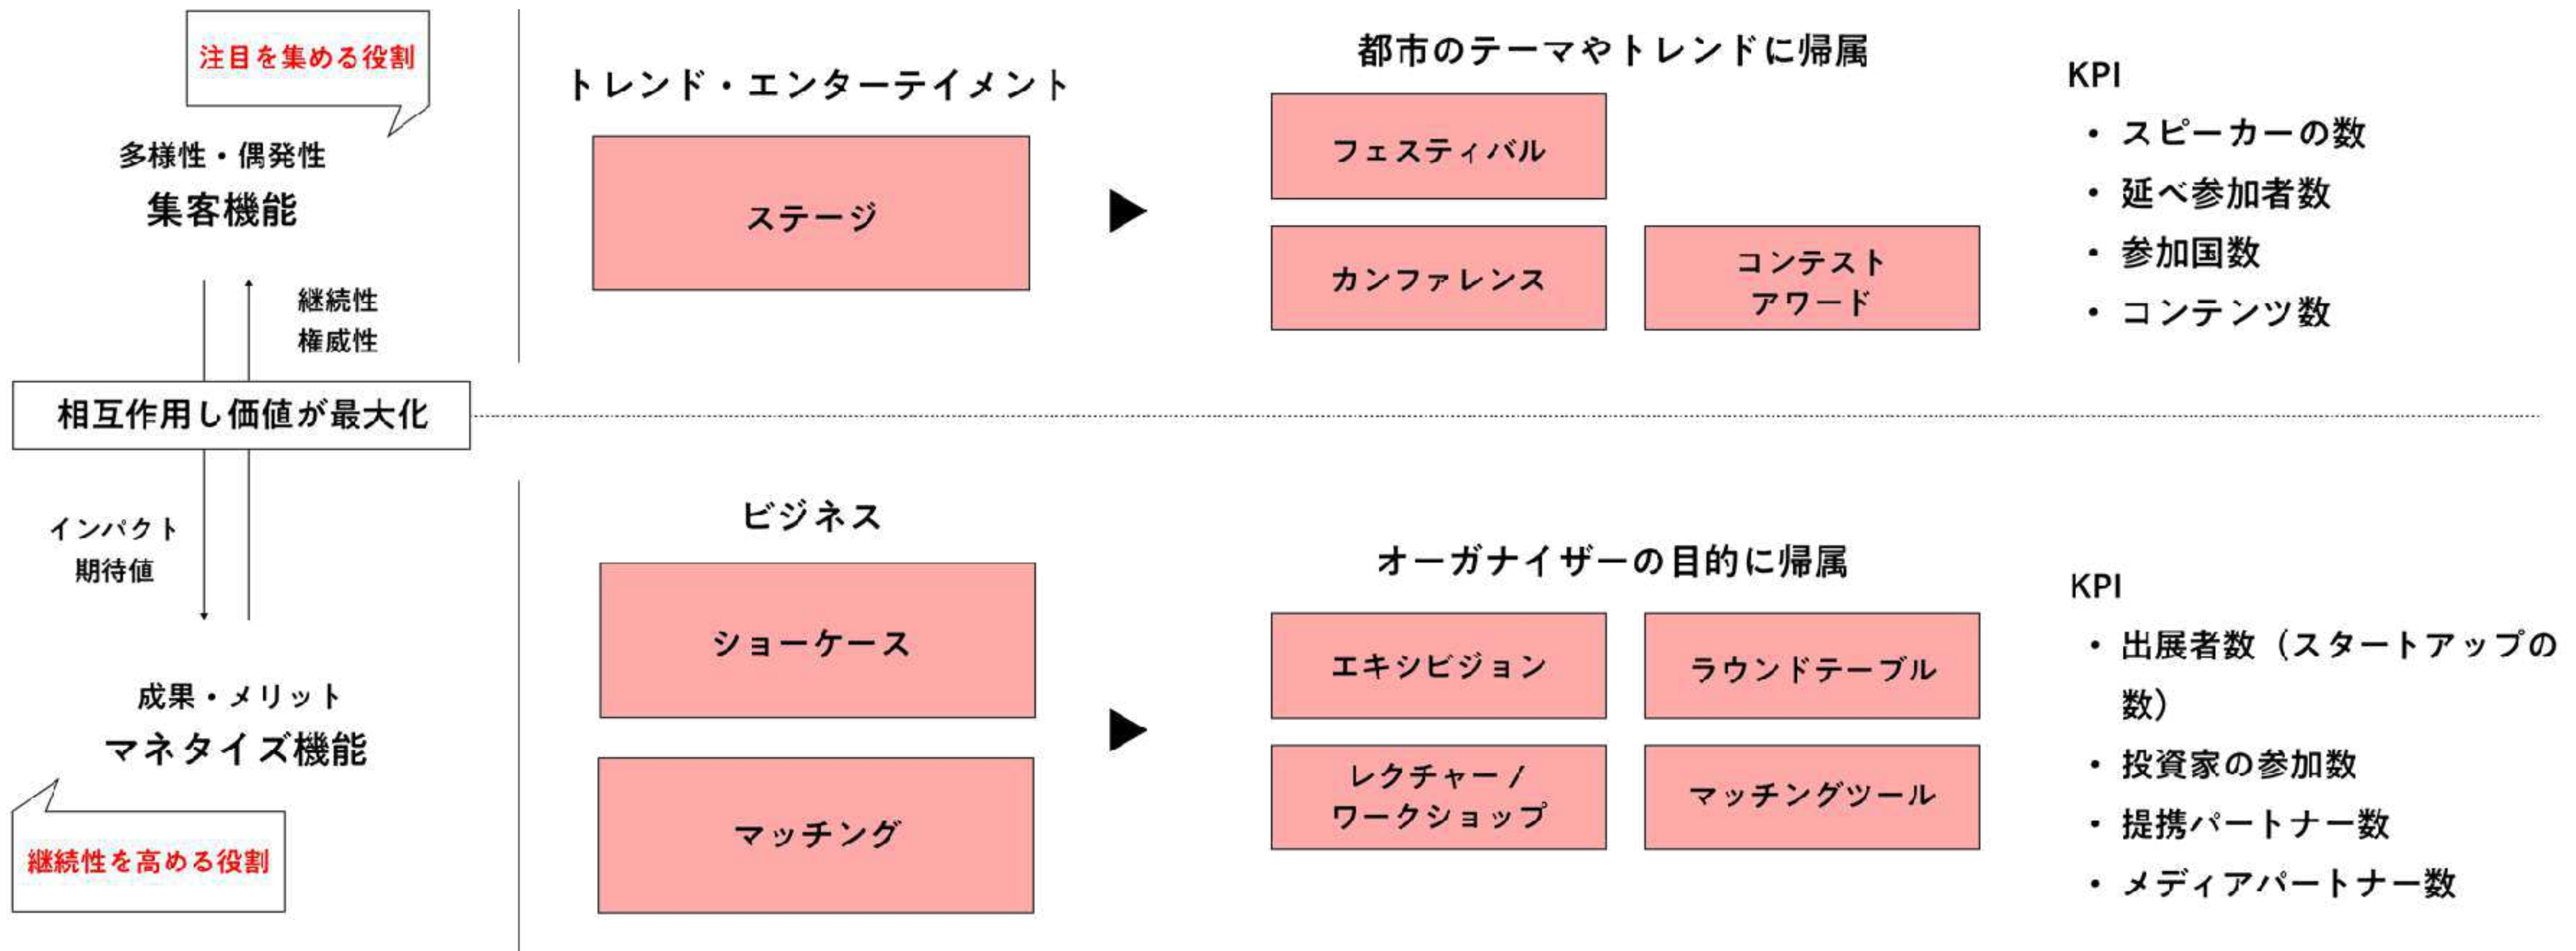 注目を集める役割
多様性・偶発性
集客機能
継続性
権威性
相互作用し価値が最大化
インパクト
期待値
成果・メリット
マネタイズ機能
継続性を高める役割
トレンド・エンターテイメント
ステージ
都市のテーマやトレンドに帰属
フェスティバル
カンファレンス
コンテスト
アワード
KPI
・ スピーカーの数
・ 延べ参加者数
・ 参加国数
・ コンテンツ数
ビジネス
ショーケース
マッチング
オーガナイザーの目的に帰属
エキシビジョン
ラウンドテーブル
レクチャー /
ワークショップ
マッチングツール
KPI
・ 出展者数（スタートアップの
数）
・ 投資家の参加数
・ 提携パートナー数
・ メディアパートナー数